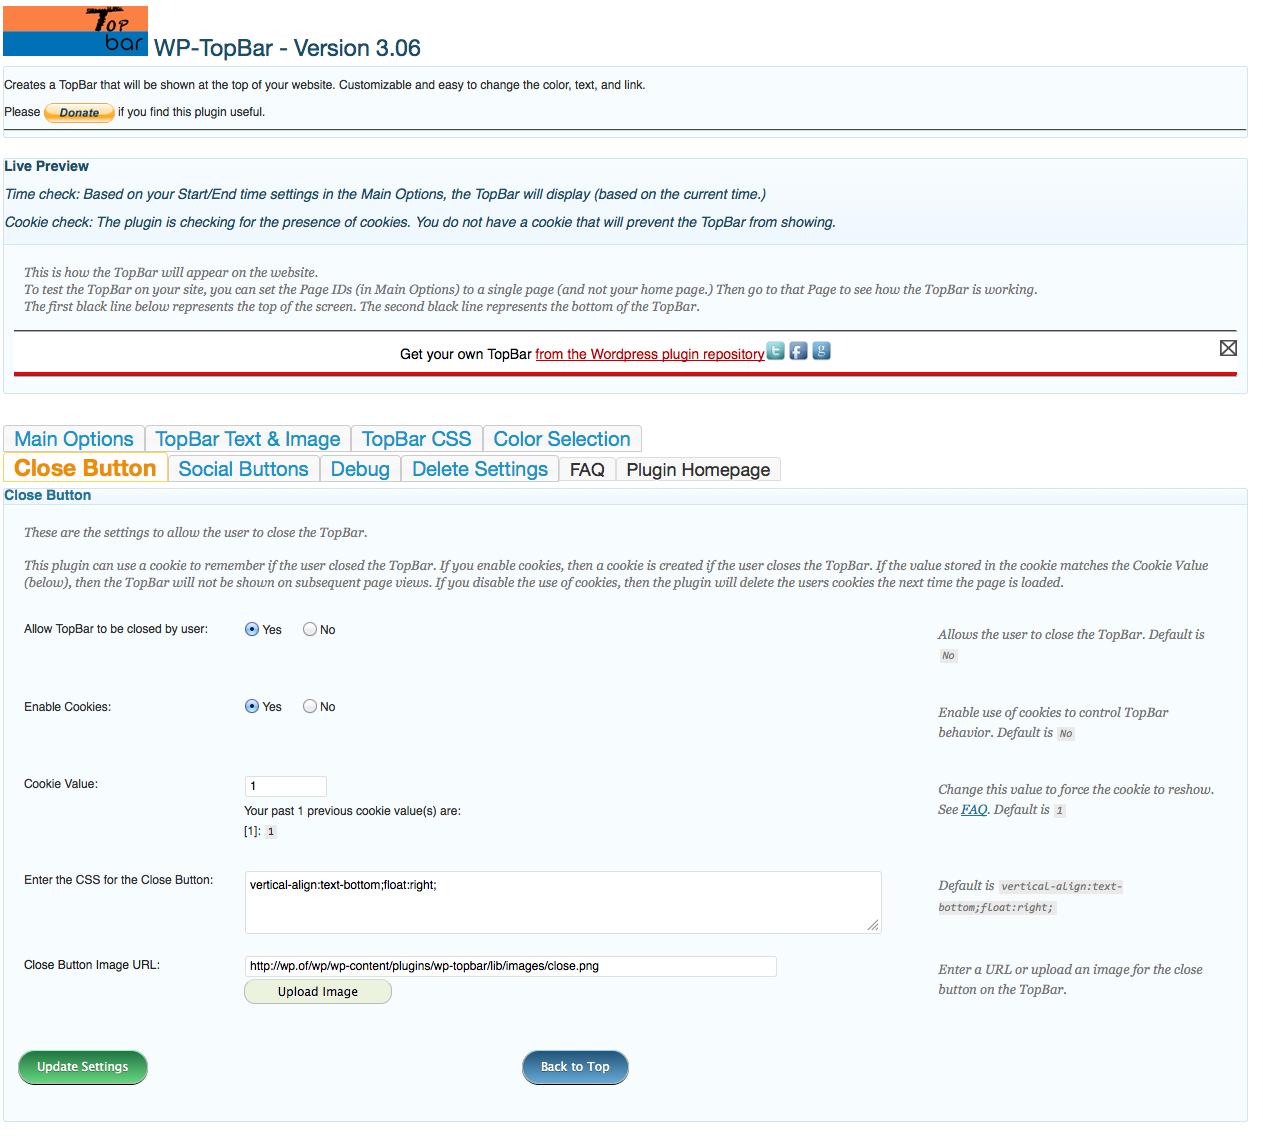 TOP
bar
WP-TopBar - Version 3.06
Creates a TopBar that will be shown at the top of your website. Customizable and easy to change the color, text, and link.
Please Donate if you find this plugin useful.
Live Preview
Time check: Based on your Start/End time settings in the Main Options, the TopBar will display (based on the current time.)
Cookie check: The plugin is checking for the presence of cookies. You do not have a cookie that will prevent the TopBar from showing.
This is how the TopBar will appear on the website.
To test the TopBar on your site, you can set the Page IDs (in Main Options) to a single page (and not your home page.) Then go to that Page to see how the TopBar is working.
The first black line below represents the top of the screen. The second black line represents the bottom of the TopBar.
Get your own TopBar from the Wordpress plugin repository t f g
Main Options TopBar Text & Image TopBar CSS Color Selection
Close Button Social Buttons Debug Delete Settings FAQ Plugin Homepage
Close Button
These are the settings to allow the user to close the TopBar.
This plugin can use a cookie to remember if the user closed the TopBar. If you enable cookies, then a cookie is created if the user closes the TopBar. If the value stored in the cookie matches the Cookie Value
(below), then the TopBar will not be shown on subsequent page views. If you disable the use of cookies, then the plugin will delete the users cookies the next time the page is loaded.
Allow TopBar to be closed by user: Yes No
Allows the user to close the TopBar. Default is
No
Enable Cookies: Yes No
Enable use of cookies to control TopBar
behavior. Default is No
Cookie Value: 1
Your past 1 previous cookie value(s) are:
[1]: 1
Change this value to force the cookie to reshow.
See FAQ. Default is 1
Enter the CSS for the Close Button: vertical-align:text-bottom;float:right;
Default is vertical-align:text-
bottom;float:right;
Close Button Image URL: http://wp.of/wp/wp-content/plugins/wp-topbar/lib/images/close.png
Upload Image
Enter a URL or upload an image for the close
button on the TopBar.
Update Settings Back to Top